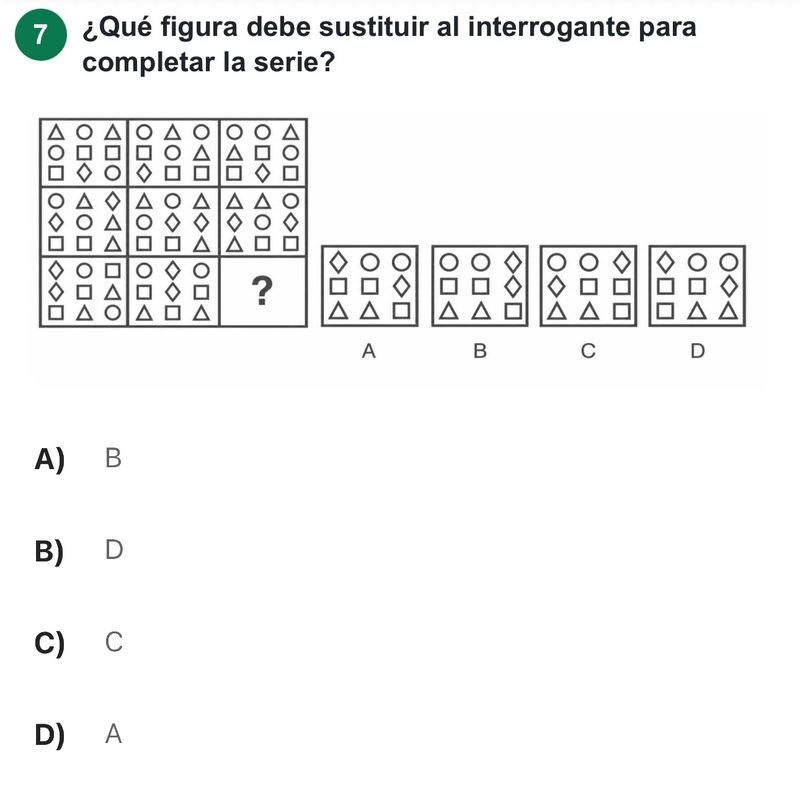 7 ¿Qué figura debe sustituir al interrogante para
completar la serie?
?
A B C D
A) B
B) D
C) C
D) A